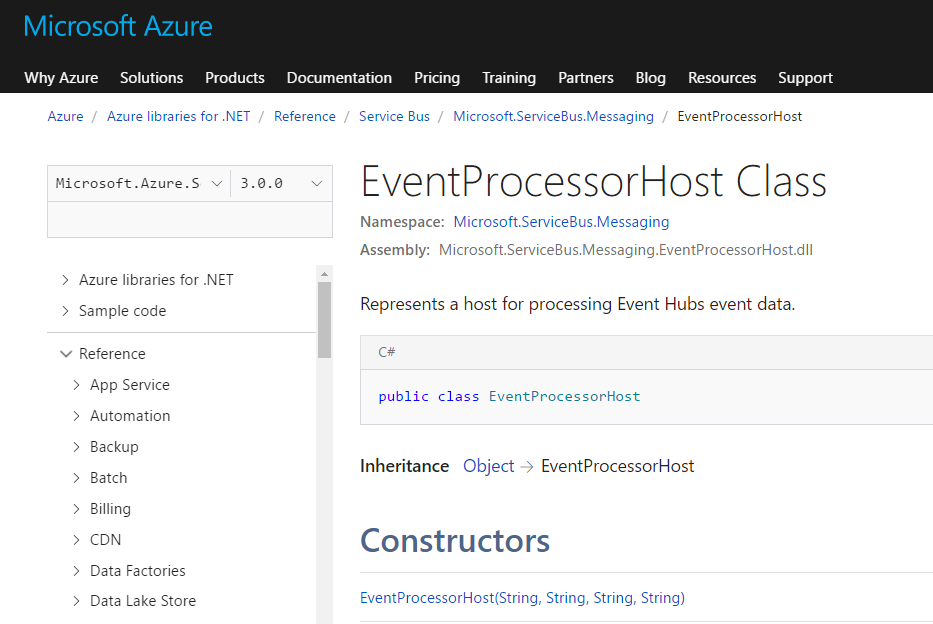 Microsoft Azure
Why Azure Solutions Products Documentation Pricing Training Partners Blog Resources Support
Azure / Azure libraries for .NET / Reference / Service Bus / Microsoft.ServiceBus.Messaging / EventProcessorHost
Microsoft.Azure.S 3.0.0
EventProcessorHost Class
Namespace: Microsoft.ServiceBus.Messaging
Assembly: Microsoft.ServiceBus.Messaging.EventProcessorHost.dll
Azure libraries for .NET
Sample code
Reference
App Service
Automation
Backup
Batch
Billing
CDN
Data Factories
Data Lake Store
Represents a host for processing Event Hubs event data.
C#
public class EventProcessorHost
Inheritance Object → EventProcessorHost
Constructors
EventProcessorHost(String, String, String, String)